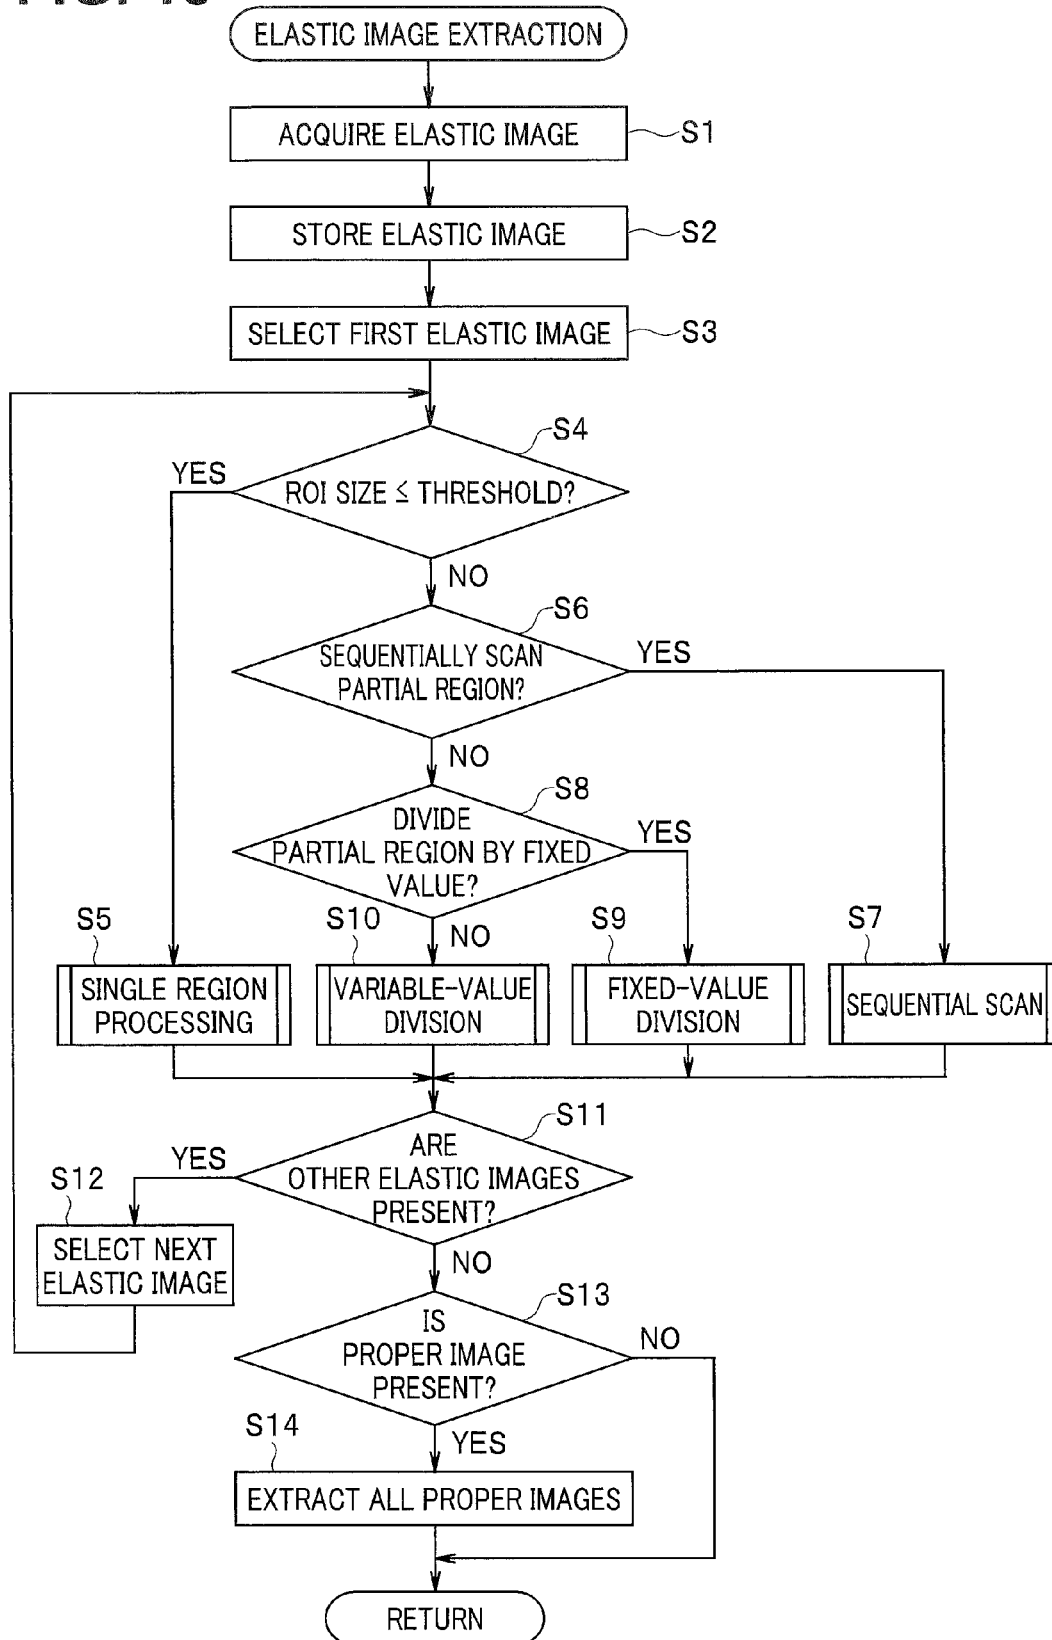 ELASTIC IMAGE EXTRACTION
ACQUIRE ELASTIC IMAGE
S1
STORE ELASTIC IMAGE
S2
SELECT FIRST ELASTIC IMAGE
S3
S4
YES
ROI SIZE ≦ THRESHOLD?
NO
S6
SEQUENTIALLY SCAN
PARTIAL REGION?
YES
NO
S8
DIVIDE
PARTIAL REGION BY FIXED
VALUE?
YES
NO
S5
SINGLE REGION
PROCESSING
S10
VARIABLE-VALUE
DIVISION
S9
FIXED-VALUE
DIVISION
S7
SEQUENTIAL SCAN
S11
ARE
OTHER ELASTIC IMAGES
PRESENT?
YES
S12
SELECT NEXT
ELASTIC IMAGE
NO
S13
IS
PROPER IMAGE
PRESENT?
NO
YES
S14
EXTRACT ALL PROPER IMAGES
RETURN